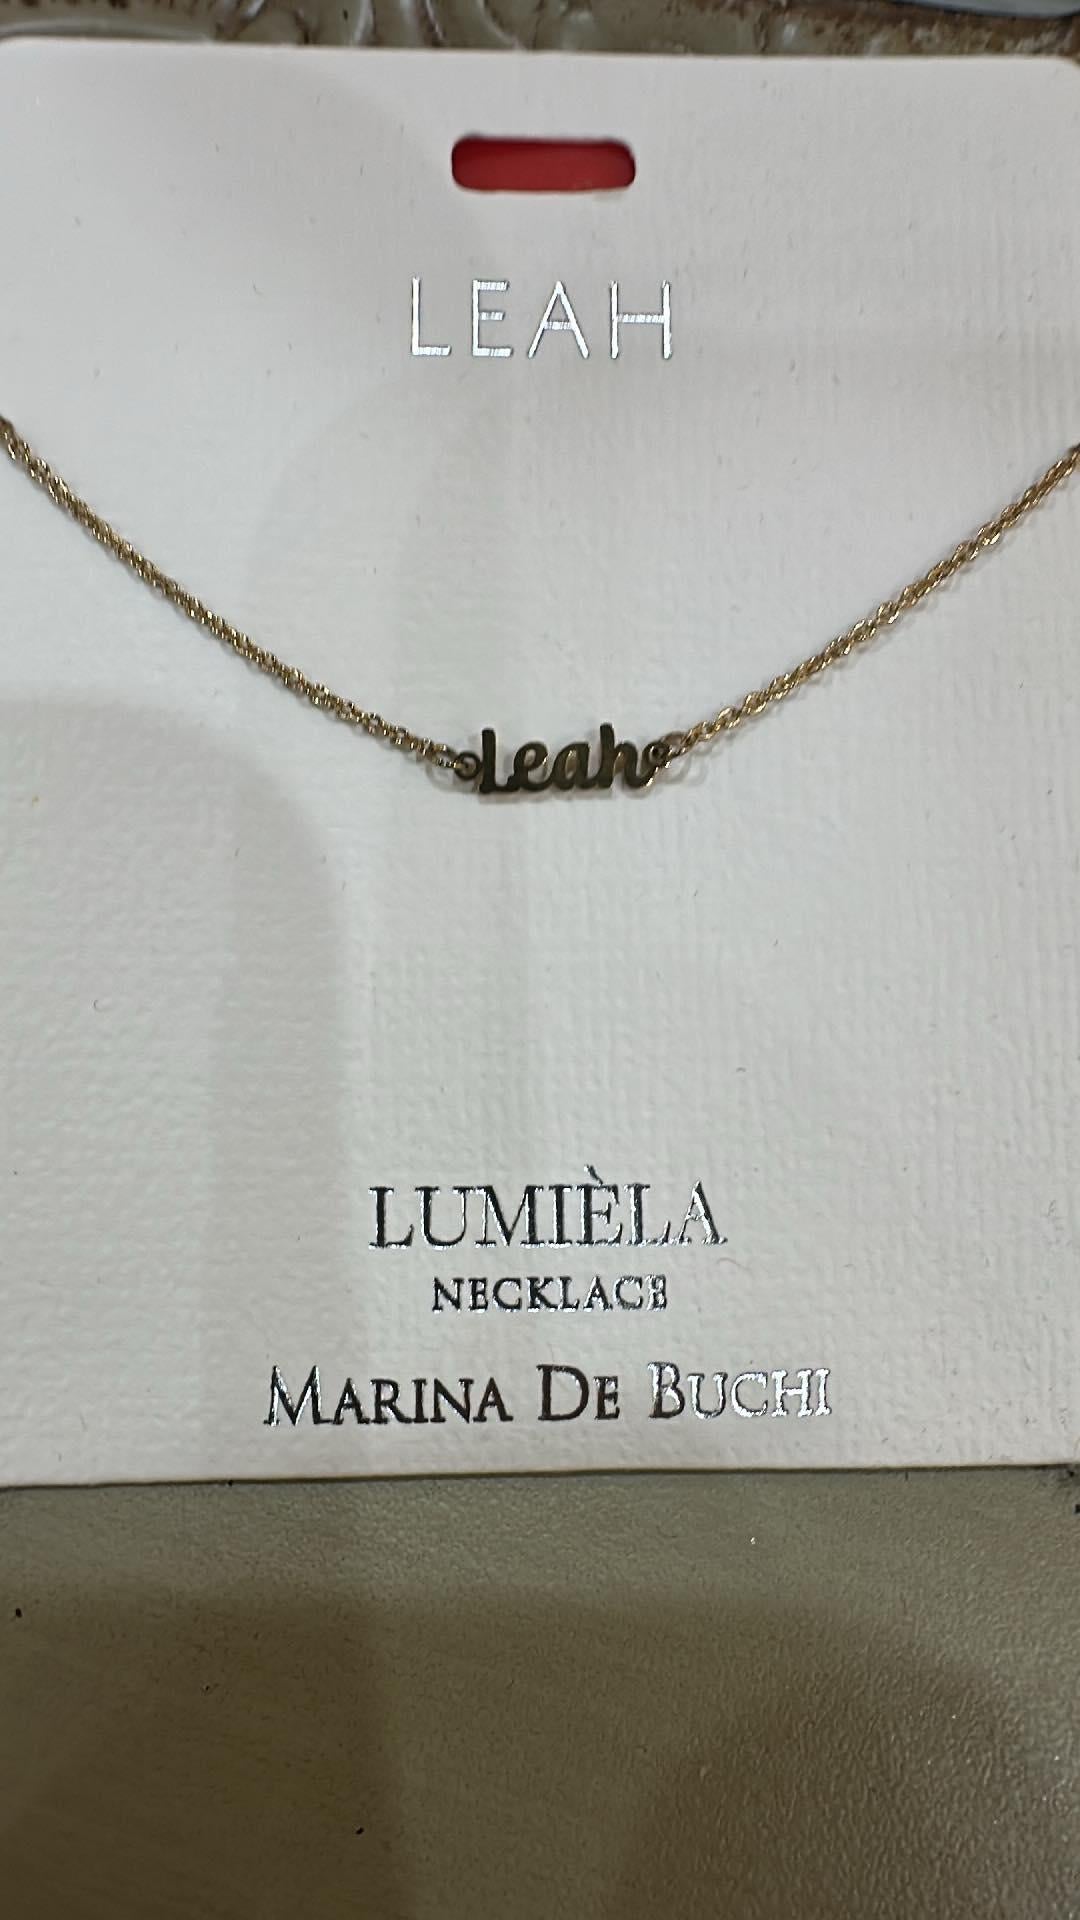 LEAH
Leah
LUMIÈLA
NECKLACE
MARINA DE BUCHI